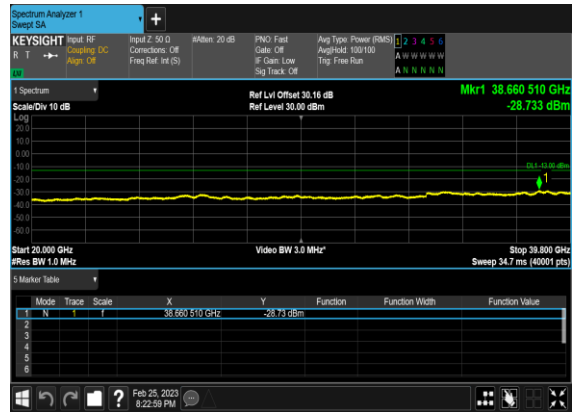 Spectrum Analyzer 1
Swept SA
KEYSIGHT Input: RF Input Z: 50 Ω #Atten: 20 dB PNO: Fast Avg Type: Power (RMS) 1 2 3 4 5 6
R T Coupling: DC Corrections: Off Gate: Off Avg|Hold: 100/100 A W W W W W
Align: Off Freq Ref: Int (S) IF Gain: Low Trig: Free Run
LW Sig Track: Off A N N N N N
1 Spectrum Ref Lvl Offset 30.16 dB Mkr1 38.660 510 GHz
Scale/Div 10 dB Ref Level 30.00 dBm -28.733 dBm
Log
20.0
10.0
0.00
-10.0 DL1 -13.00 dBm
-20.0 1
-30.0
-40.0
-50.0
-60.0
Start 20.000 GHz Video BW 3.0 MHz* Stop 39.800 GHz
#Res BW 1.0 MHz Sweep 34.7 ms (40001 pts)
5 Marker Table
Mode Trace Scale X Y Function Function Width Function Value
1 N 1 f 38.660 510 GHz -28.73 dBm
2
3
4
5
6
? Feb 25, 2023
8:22:59 PM